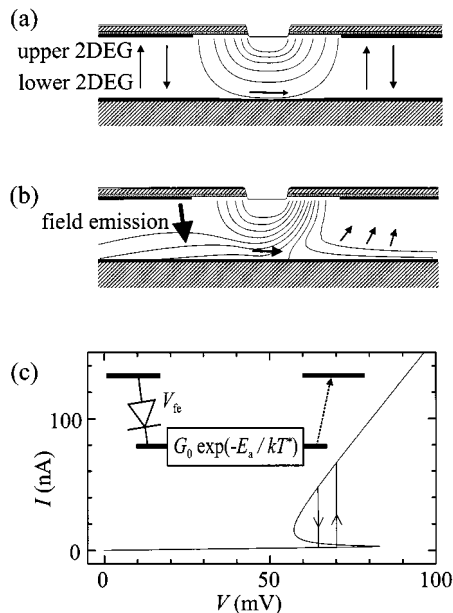 (a)
upper 2DEG
lower 2DEG
(b)
field emission
(c)
V_fe
G_0 exp(-E_a / kT*)
I (nA)
100
0
0
50
100
V (mV)